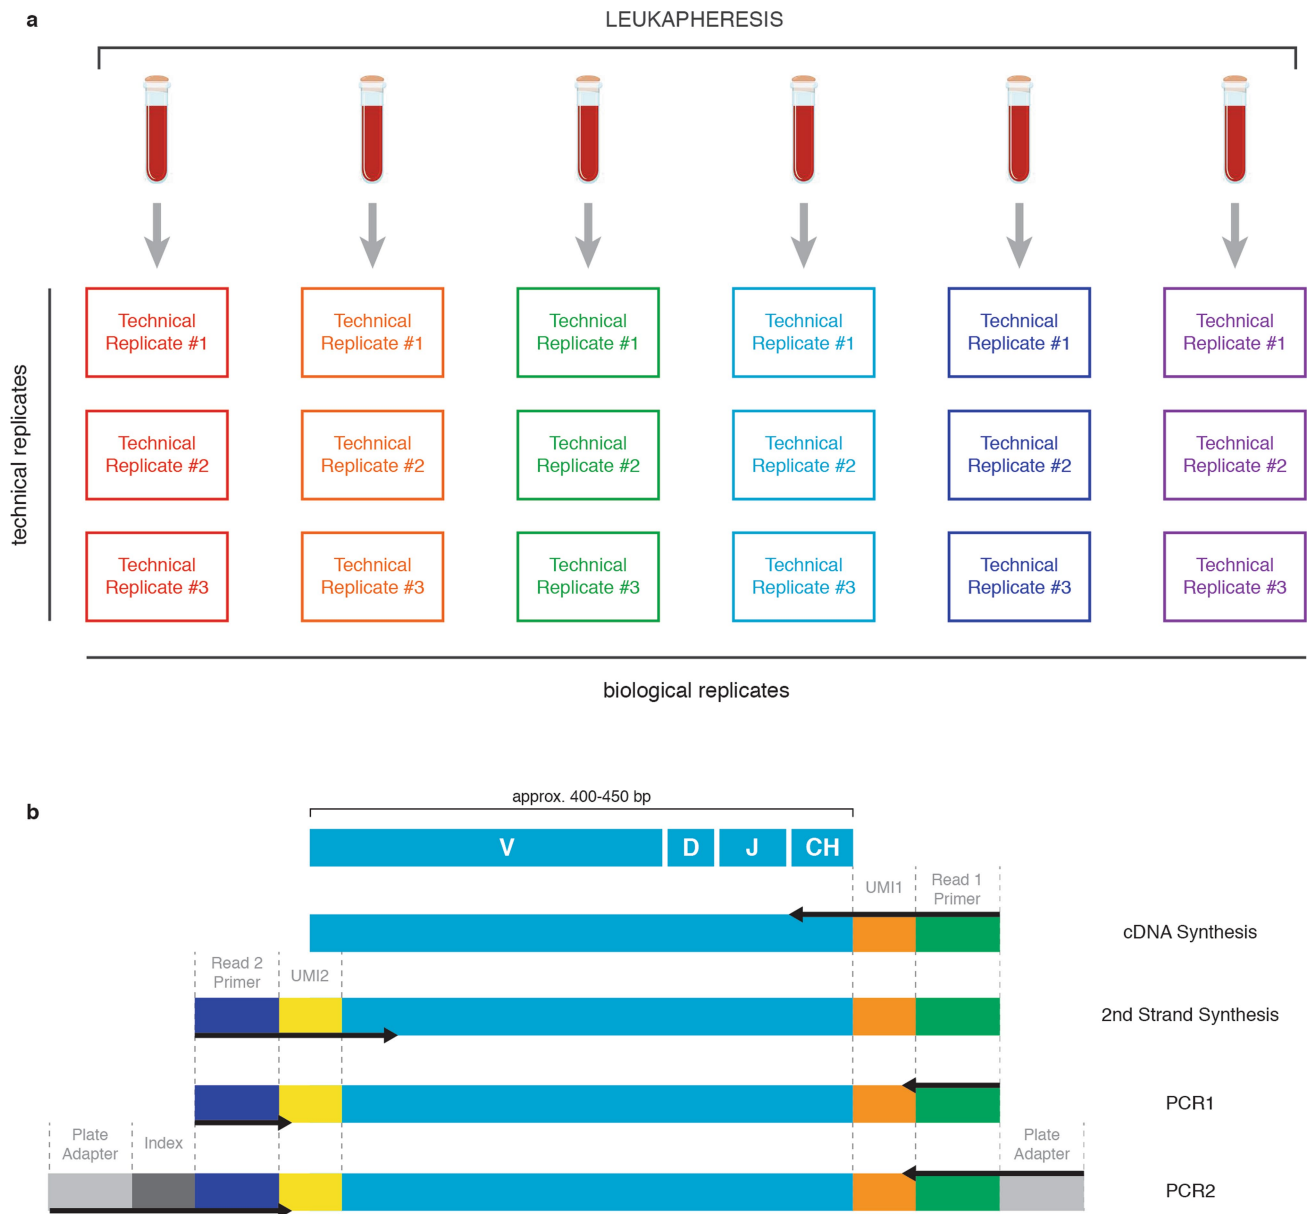 a
LEUKAPHERESIS
technical replicates
Technical
Replicate #1
Technical
Replicate #1
Technical
Replicate #1
Technical
Replicate #1
Technical
Replicate #1
Technical
Replicate #1
Technical
Replicate #2
Technical
Replicate #2
Technical
Replicate #2
Technical
Replicate #2
Technical
Replicate #2
Technical
Replicate #2
Technical
Replicate #3
Technical
Replicate #3
Technical
Replicate #3
Technical
Replicate #3
Technical
Replicate #3
Technical
Replicate #3
biological replicates
b
approx. 400-450 bp
V
D
J
CH
UMI1
Read 1
Primer
cDNA Synthesis
Read 2
Primer
UMI2
2nd Strand Synthesis
PCR1
Plate
Adapter
Index
Plate
Adapter
PCR2